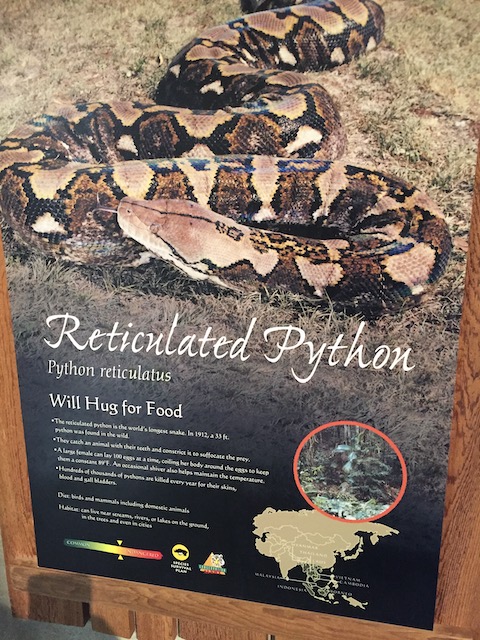 Reticulated Python
Python reticulatus
Will Hug for Food
•The reticulated python is the world's longest snake. In 1912, a 33 ft.
python was found in the wild.
•They catch an animal with their teeth and constrict it to suffocate the prey.
•A large female can lay 100 eggs at a time, coiling her body around the eggs to keep
them a constant 89°F. An occasional shiver also helps maintain the temperature.
•Hundreds of thousands of pythons are killed every year for their skins,
blood and gall bladders.
Diet: birds and mammals including domestic animals
Habitat: can live near streams, rivers, or lakes on the ground,
in the trees and even in cities
COMMON
ENDANGERED
SPECIES
SURVIVAL
PLAN
MALAYSIA
VIETNAM
CAMBODIA
INDONESIA
BORNEO